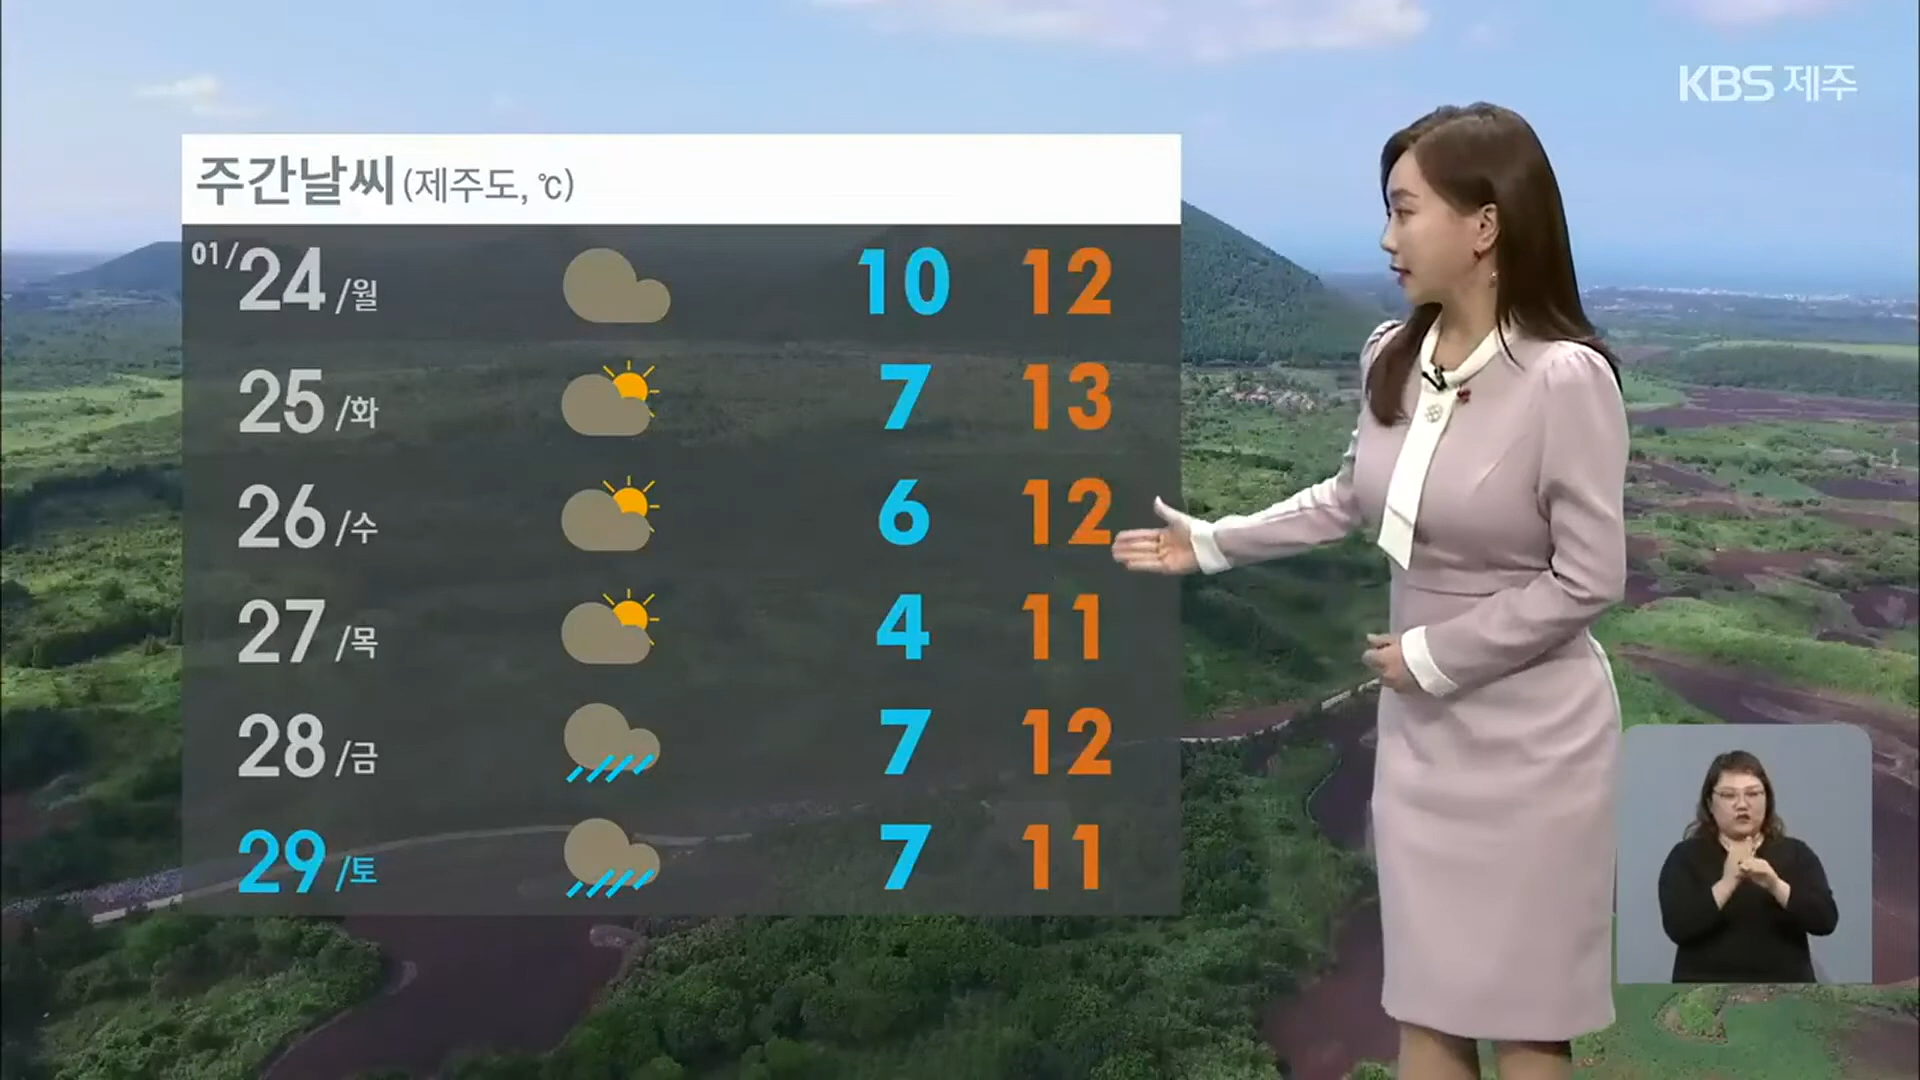 KBS 제주
주간날씨 (제주도, ℃)
01/24 /월 10 12
25 /화 7 13
26 /수 6 12
27 /목 4 11
28 /금 7 12
29 /토 7 11